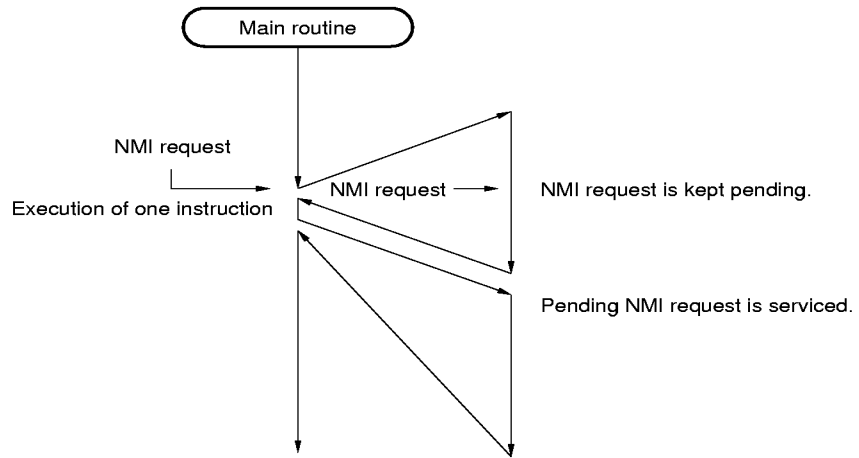 Main routine
NMI request
NMI request
NMI request is kept pending.
Execution of one instruction
Pending NMI request is serviced.